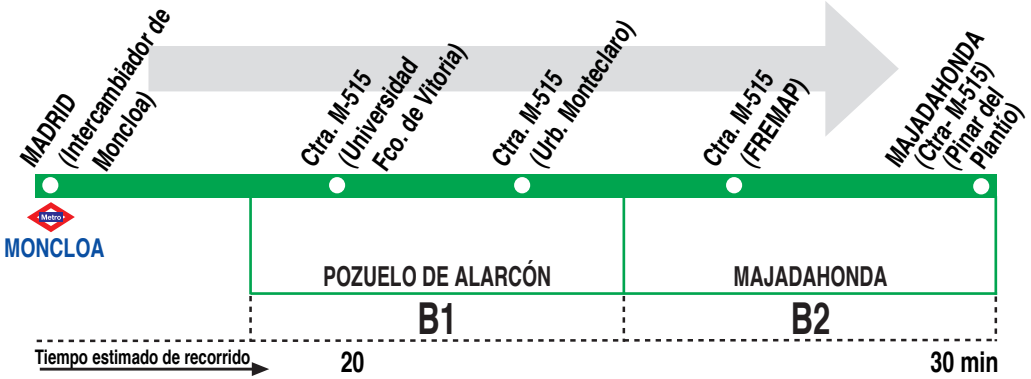 MADRID
(Intercambiador de
Moncloa)
Ctra. M-515
(Universidad
Fco. de Vitoria)
Ctra. M-515
(Urb. Monteclaro)
Ctra. M-515
(FREMAP)
MAJADAHONDA
(Ctra- M-515)
(Pinar del
Plantío)
Metro
MONCLOA
POZUELO DE ALARCÓN
MAJADAHONDA
B1
B2
Tiempo estimado de recorrido
20
30 min